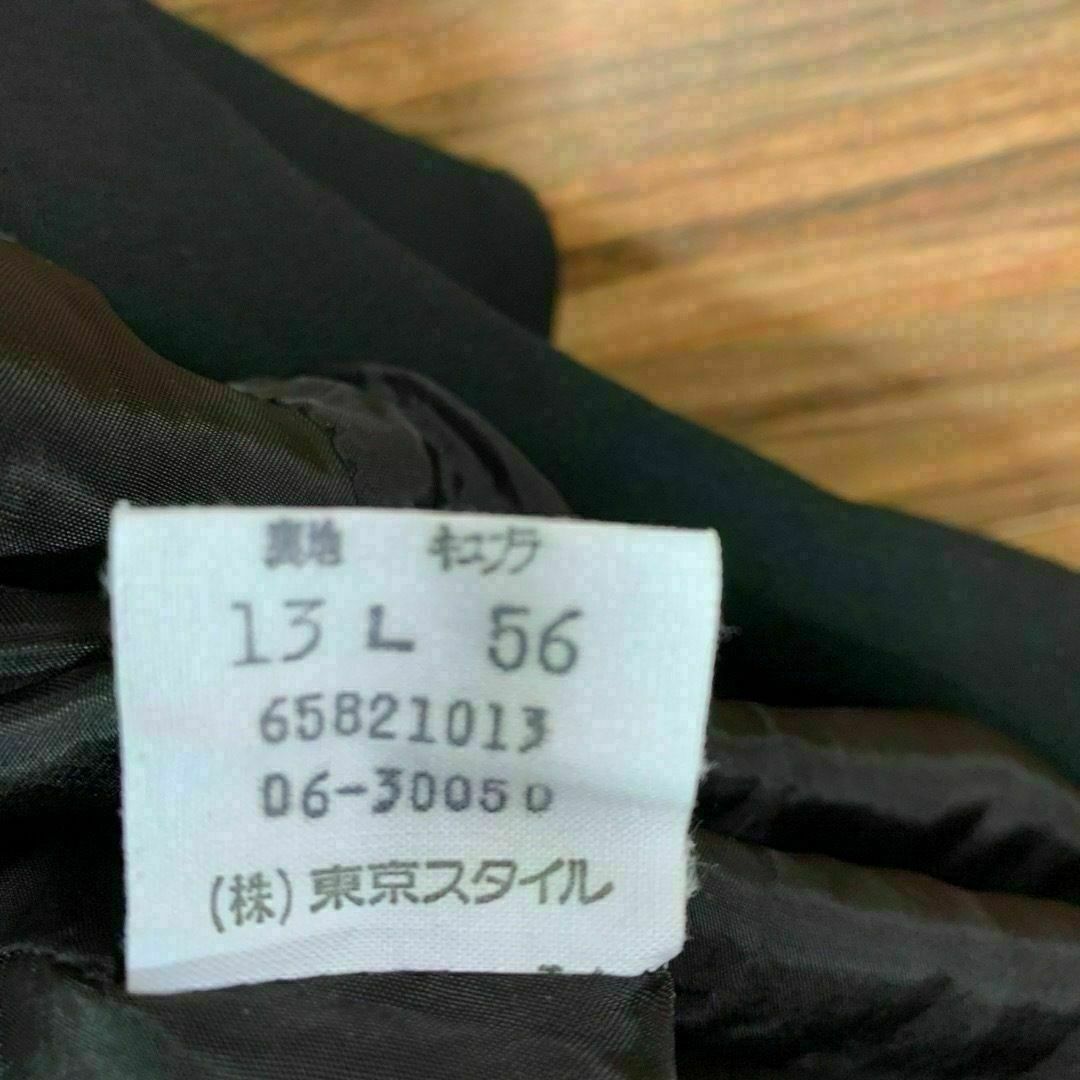 裏地 キュプラ
13 L 56
65821013
06-30050
(株)東京スタイル